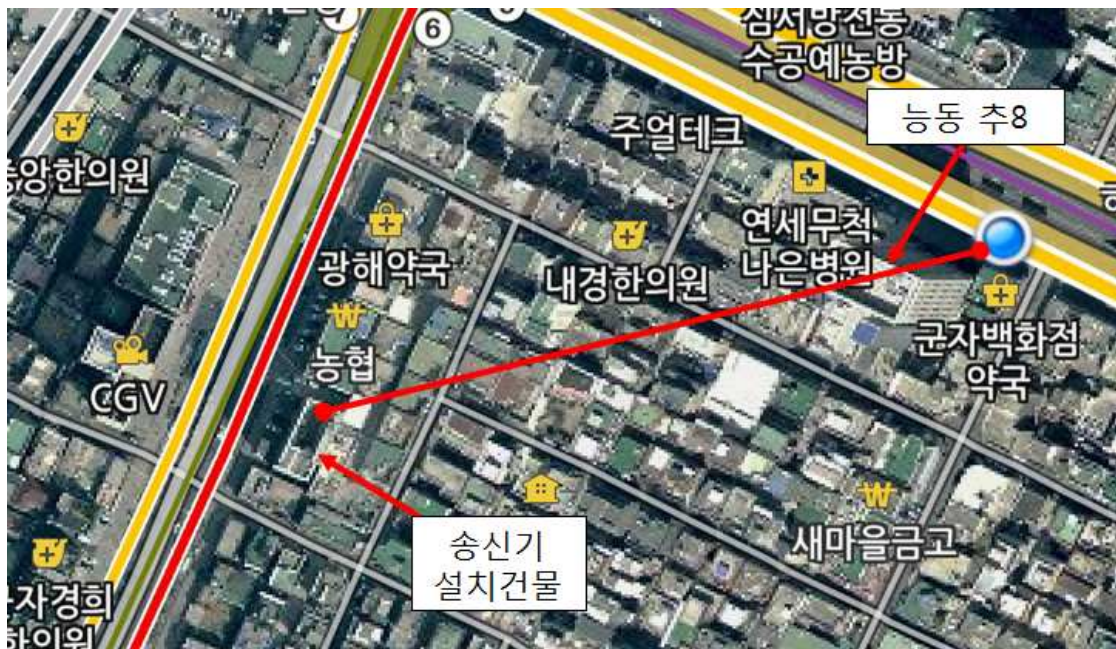 6
심서방전통
수공예농방
능동 추8
주얼테크
중앙한의원
연세무척
나은병원
광해약국
내경한의원
군자백화점
약국
농협
CGV
송신기
설치건물
새마을금고
자경희
한의원